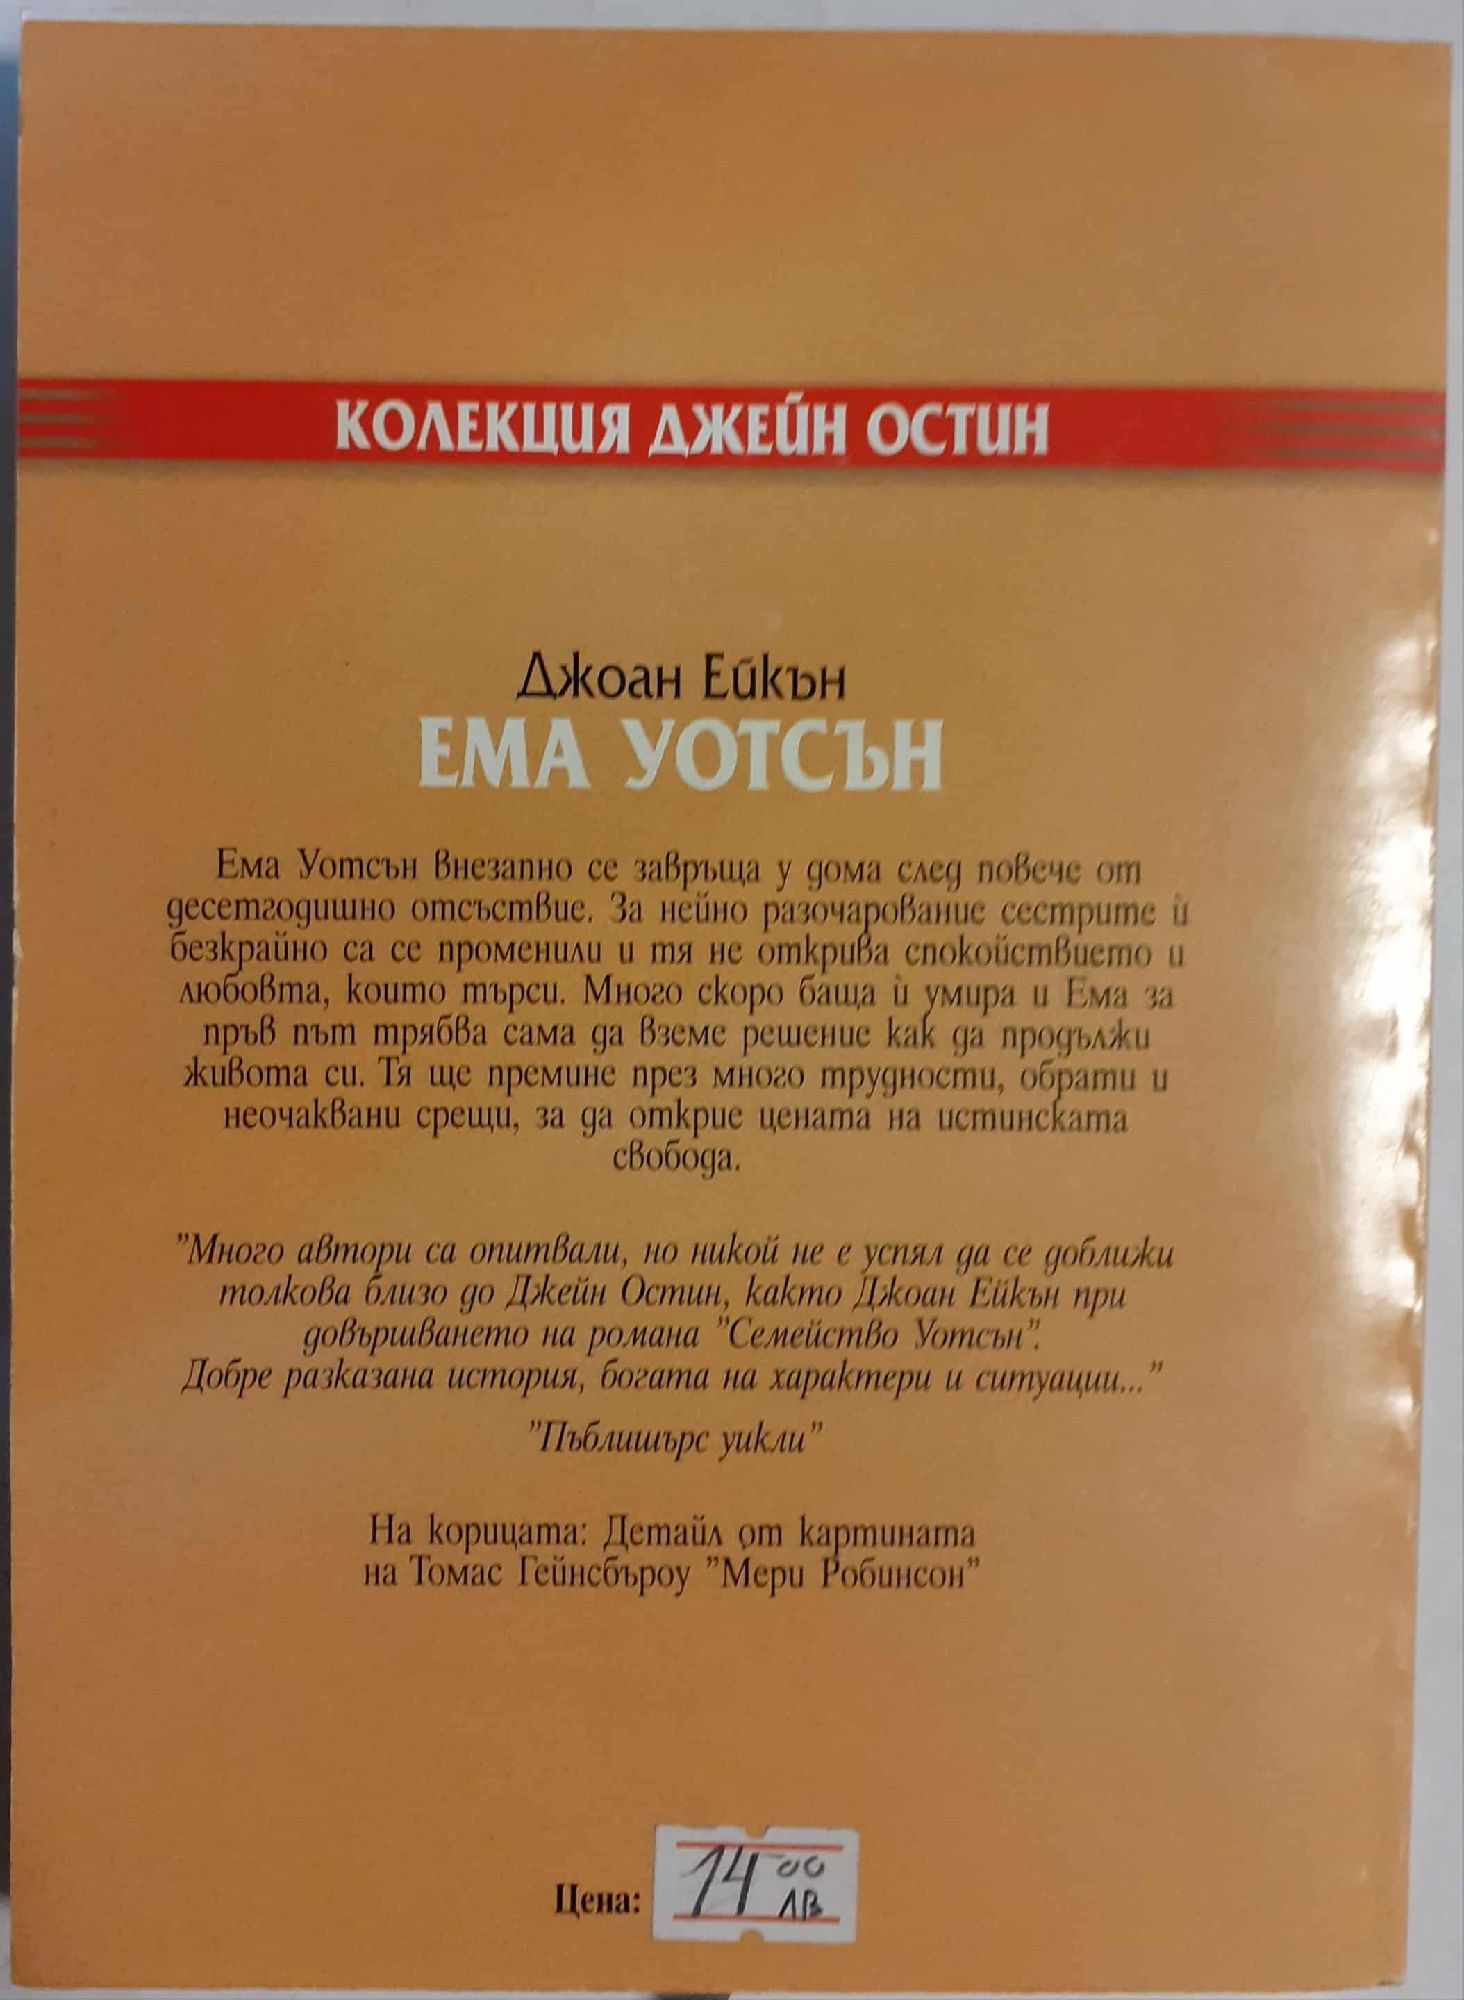 КОЛЕКЦИЯ ДЖЕЙН ОСТИН
Джоан Ейкън
ЕМА УОТСЪН
Ема Уотсън внезапно се завръща у дома след повече от
десетгодишно отсъствие. За нейно разочарование сестрите ѝ
безкрайно са се променили и тя не открива спокойствието и
любовта, които търси. Много скоро баща ѝ умира и Ема за
пръв път трябва сама да вземе решение как да продължи
живота си. Тя ще премине през много трудности, обрати и
неочаквани срещи, за да открие цената на истинската
свобода.
"Много автори са опитвали, но никой не е успял да се доближи
толкова близо до Джейн Остин, както Джоан Ейкън при
довършването на романа "Семейство Уотсън".
Добре разказана история, богата на характери и ситуации..."
"Пъблишърс уикли"
На корицата: Детайл от картината
на Томас Гейнсбъроу "Мери Робинсон"
Цена: 14 00 лв